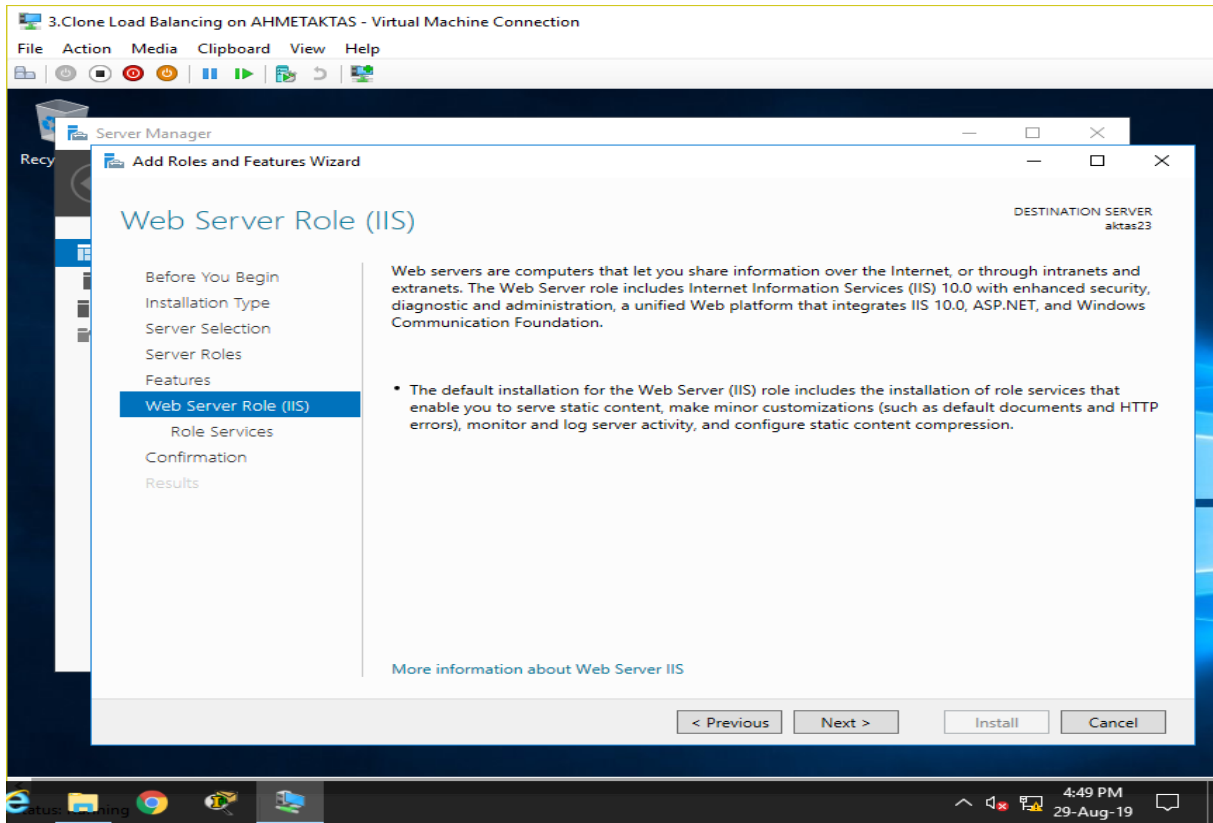 3.Clone Load Balancing on AHMETAKTAS - Virtual Machine Connection
File Action Media Clipboard View Help
Server Manager
Recy
Add Roles and Features Wizard
Web Server Role (IIS)
DESTINATION SERVER
aktas23
Before You Begin
Installation Type
Server Selection
Server Roles
Features
Web Server Role (IIS)
Role Services
Confirmation
Results
Web servers are computers that let you share information over the Internet, or through intranets and
extranets. The Web Server role includes Internet Information Services (IIS) 10.0 with enhanced security,
diagnostic and administration, a unified Web platform that integrates IIS 10.0, ASP.NET, and Windows
Communication Foundation.
• The default installation for the Web Server (IIS) role includes the installation of role services that
enable you to serve static content, make minor customizations (such as default documents and HTTP
errors), monitor and log server activity, and configure static content compression.
More information about Web Server IIS
< Previous Next > Install Cancel
4:49 PM
29-Aug-19